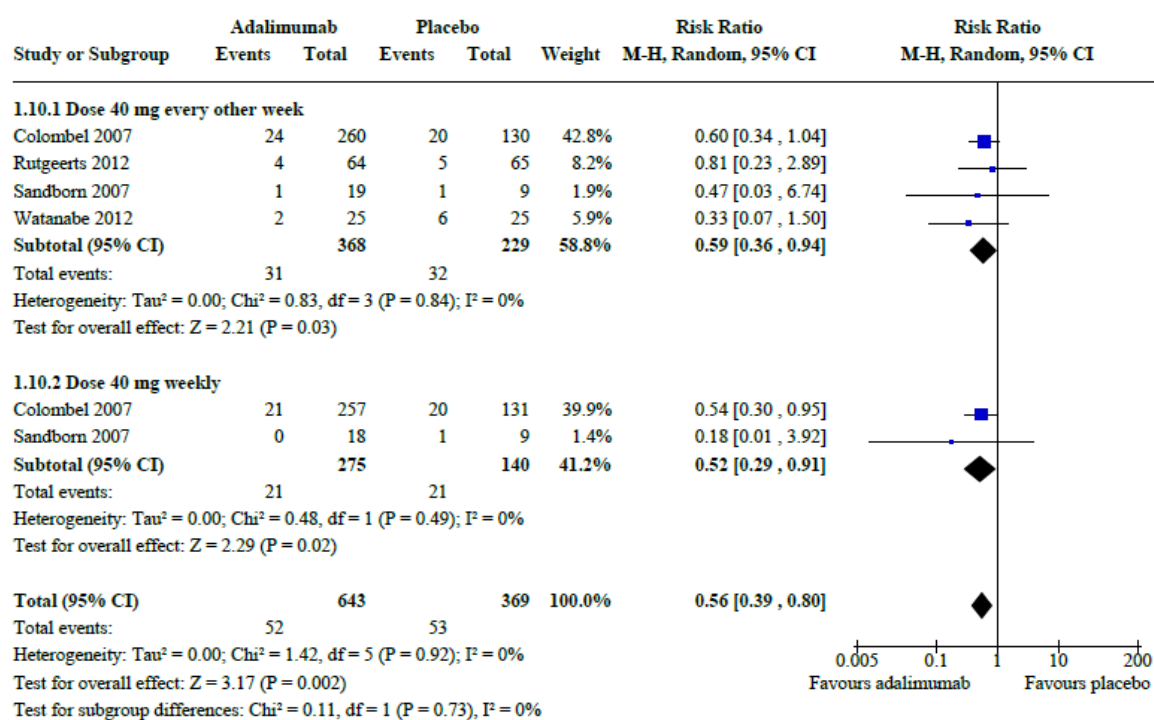 Adalimumab Placebo Risk Ratio Risk Ratio
Study or Subgroup Events Total Events Total Weight M-H, Random, 95% CI M-H, Random, 95% CI
1.10.1 Dose 40 mg every other week
Colombel 2007 24 260 20 130 42.8% 0.60 [0.34 , 1.04]
Rutgeerts 2012 4 64 5 65 8.2% 0.81 [0.23 , 2.89]
Sandborn 2007 1 19 1 9 1.9% 0.47 [0.03 , 6.74]
Watanabe 2012 2 25 6 25 5.9% 0.33 [0.07 , 1.50]
Subtotal (95% CI) 368 229 58.8% 0.59 [0.36 , 0.94]
Total events: 31 32
Heterogeneity: Tau² = 0.00; Chi² = 0.83, df = 3 (P = 0.84); I² = 0%
Test for overall effect: Z = 2.21 (P = 0.03)
1.10.2 Dose 40 mg weekly
Colombel 2007 21 257 20 131 39.9% 0.54 [0.30 , 0.95]
Sandborn 2007 0 18 1 9 1.4% 0.18 [0.01 , 3.92]
Subtotal (95% CI) 275 140 41.2% 0.52 [0.29 , 0.91]
Total events: 21 21
Heterogeneity: Tau² = 0.00; Chi² = 0.48, df = 1 (P = 0.49); I² = 0%
Test for overall effect: Z = 2.29 (P = 0.02)
Total (95% CI) 643 369 100.0% 0.56 [0.39 , 0.80]
Total events: 52 53
Heterogeneity: Tau² = 0.00; Chi² = 1.42, df = 5 (P = 0.92); I² = 0%
0.005 0.1 1 10 200
Test for overall effect: Z = 3.17 (P = 0.002)
Favours adalimumab Favours placebo
Test for subgroup differences: Chi² = 0.11, df = 1 (P = 0.73), I² = 0%